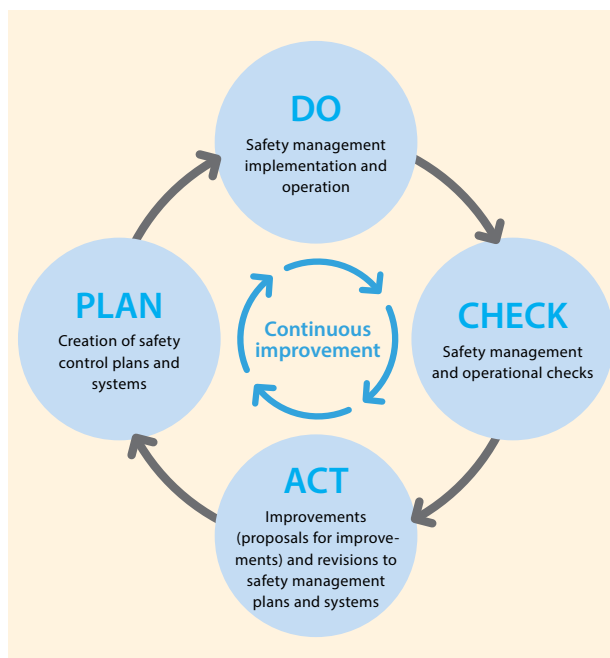 DO
Safety management
implementation and
operation
PLAN
Creation of safety
control plans and
systems
Continuous
improvement
CHECK
Safety management
and operational checks
ACT
Improvements
(proposals for improve-
ments) and revisions to
safety management
plans and systems